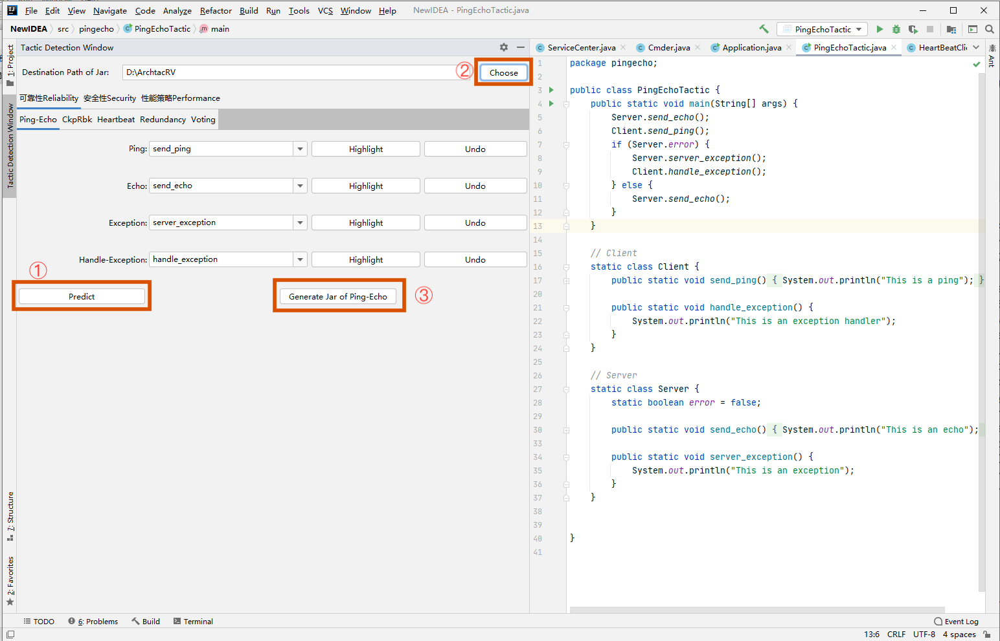 File Edit View Navigate Code Analyze Refactor Build Run Tools VCS Window Help NewIDEA - PingEchoTactic.java
NewIDEA src pingecho PingEchoTactic m main PingEchoTactic
1: Project
Tactic Detection Window
7: Structure
2: Favorites
Tactic Detection Window
Destination Path of Jar: D:\ArchtacRV ② Choose
可靠性Reliability 安全性Security 性能策略Performance
Ping-Echo CkpRbk Heartbeat Redundancy Voting
Ping: send_ping Highlight Undo
Echo: send_echo Highlight Undo
Exception: server_exception Highlight Undo
Handle-Exception: handle_exception Highlight Undo
①
Predict Generate Jar of Ping-Echo ③
ServiceCenter.java Cmder.java Application.java PingEchoTactic.java HeartBeatCli
Ant
1 package pingecho;
2
3 public class PingEchoTactic {
4 public static void main(String[] args) {
5 Server.send_echo();
6 Client.send_ping();
7 if (Server.error) {
8 Server.server_exception();
9 Client.handle_exception();
10 } else {
11 Server.send_echo();
12 }
13 }
14
15 // Client
16 static class Client {
17 public static void send_ping() { System.out.println("This is a ping"); }
20
21 public static void handle_exception() {
22 System.out.println("This is an exception handler");
23 }
24 }
25
26 // Server
27 static class Server {
28 static boolean error = false;
29
30 public static void send_echo() { System.out.println("This is an echo");
33
34 public static void server_exception() {
35 System.out.println("This is an exception");
36 }
37 }
38
39
40 }
41
TODO 6: Problems Build Terminal Event Log
13:6 CRLF UTF-8 4 spaces